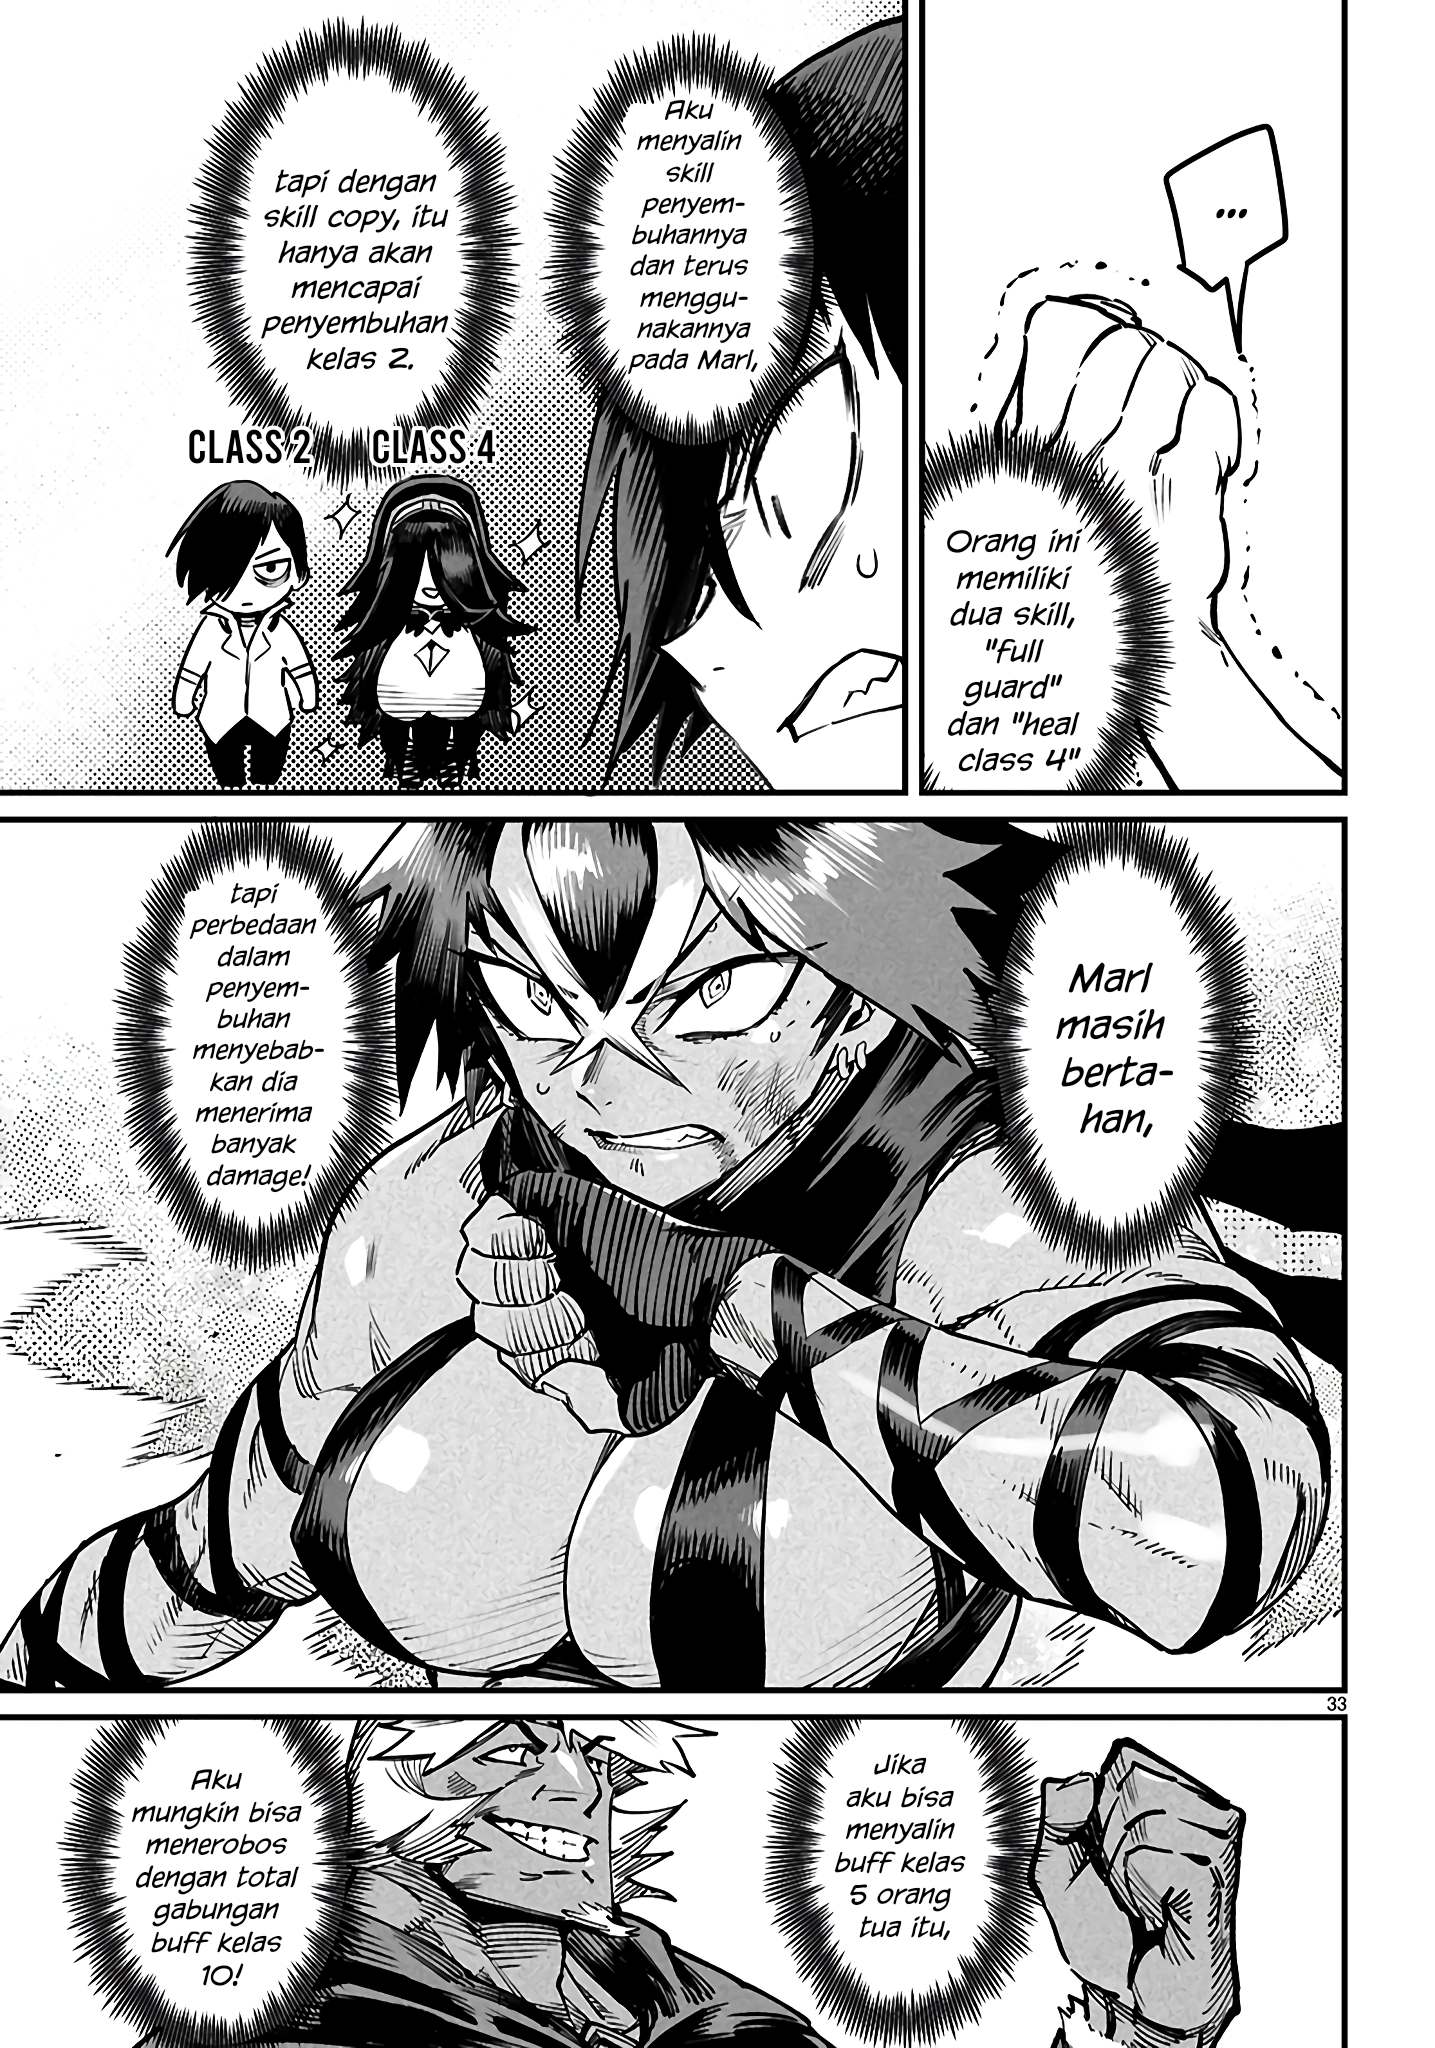 ...
Orang ini
memiliki
dua skill,
"full
guard"
dan "heal
class 4"
Aku
menyalin
skill
penyem-
buhannya
dan terus
menggu-
nakannya
pada Marl,
tapi dengan
skill copy, itu
hanya akan
mencapai
penyembuhan
kelas 2.
CLASS 2
CLASS 4
Marl
masih
berta-
han,
tapi
perbedaan
dalam
penyem-
buhan
menyebab-
kan dia
menerima
banyak
damage!
33
Jika
aku bisa
menyalin
buff kelas
5 orang
tua itu,
Aku
mungkin bisa
menerobos
dengan total
gabungan
buff kelas
10!